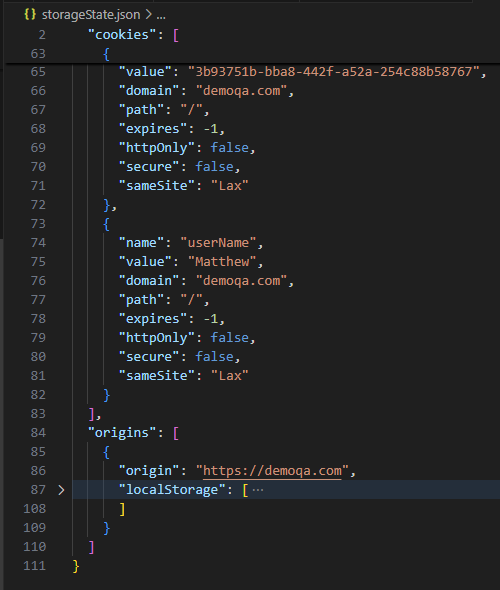 {} storageState.json > ...
2 "cookies": [
63 {
65 "value": "3b93751b-bba8-442f-a52a-254c88b58767",
66 "domain": "demoqa.com",
67 "path": "/",
68 "expires": -1,
69 "httpOnly": false,
70 "secure": false,
71 "sameSite": "Lax"
72 },
73 {
74 "name": "userName",
75 "value": "Matthew",
76 "domain": "demoqa.com",
77 "path": "/",
78 "expires": -1,
79 "httpOnly": false,
80 "secure": false,
81 "sameSite": "Lax"
82 }
83 ],
84 "origins": [
85 {
86 "origin": "https://demoqa.com",
87 > "localStorage": [ ...
108 ]
109 }
110 ]
111 }